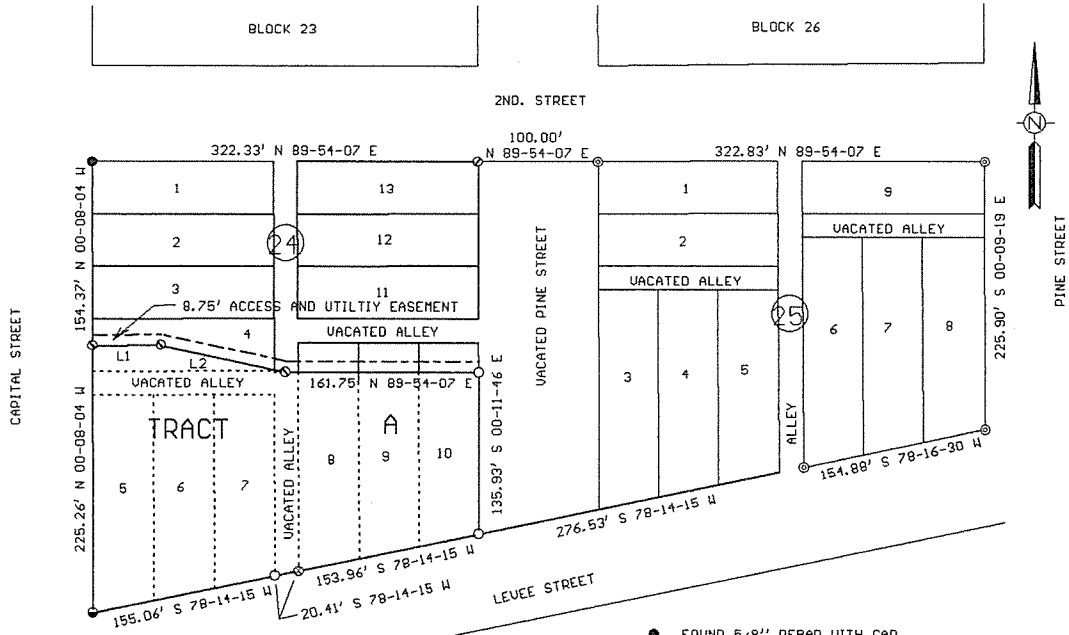 BLOCK 23
BLOCK 26
2ND. STREET
N
322.33' N 89-54-07 E
100.00'
N 89-54-07 E
322.83' N 89-54-07 E
1
13
1
9
2
12
2
VACATED ALLEY
24
3
11
VACATED ALLEY
8.75' ACCESS AND UTILTIY EASEMENT
25
4
VACATED ALLEY
6
7
8
L1
L2
VACATED ALLEY
161.75' N 89-54-07 E
3
4
5
TRACT
A
5
6
7
8
9
10
VACATED ALLEY
ALLEY
CAPITAL STREET
154.37' N 00-08-04 W
225.26' N 00-08-04 W
135.93' S 00-11-46 E
VACATED PINE STREET
225.90' S 00-09-19 E
PINE STREET
154.88' S 78-16-30 W
276.53' S 78-14-15 W
153.96' S 78-14-15 W
155.06' S 78-14-15 W
20.41' S 78-14-15 W
LEVEE STREET
FOUND 5/8" REBAR WITH CAP